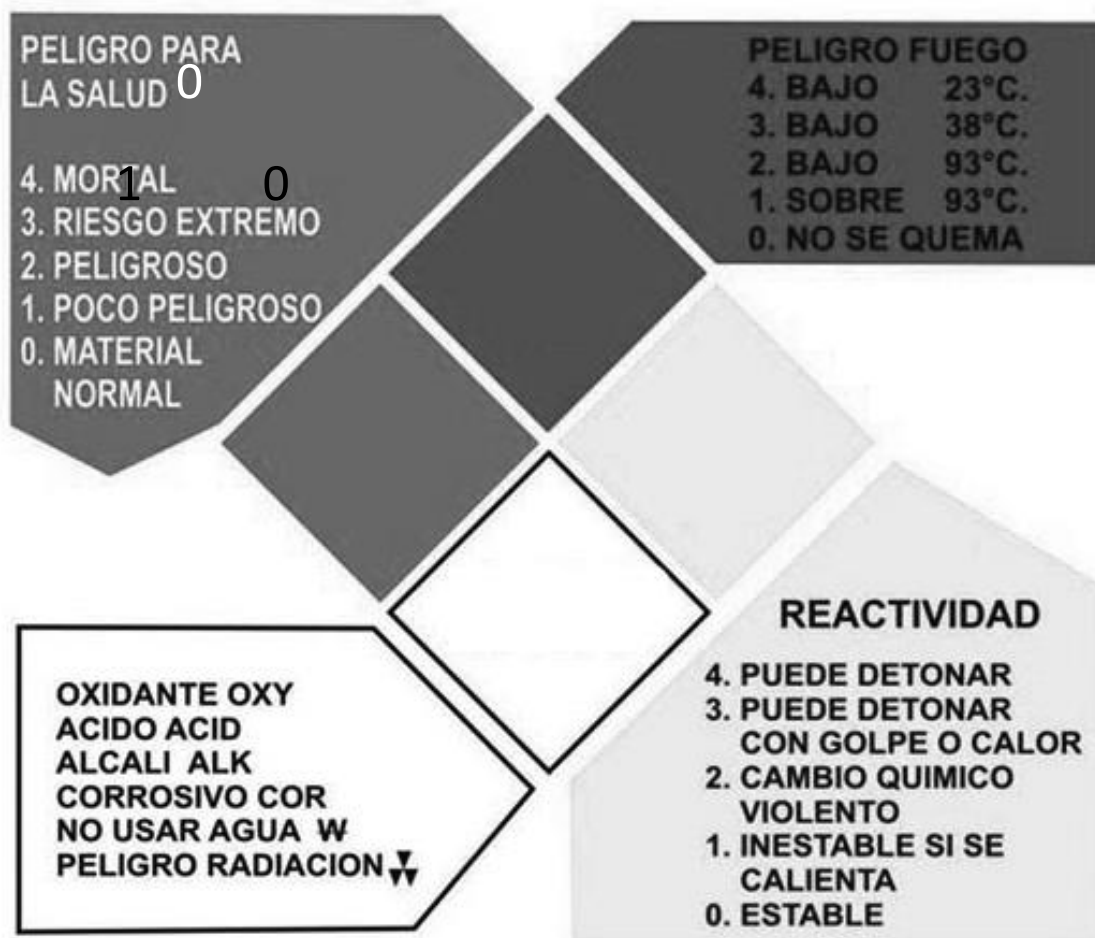 PELIGRO PARA
LA SALUD
0
4. MORTAL
1 0
3. RIESGO EXTREMO
2. PELIGROSO
1. POCO PELIGROSO
0. MATERIAL
NORMAL
PELIGRO FUEGO
4. BAJO 23°C.
3. BAJO 38°C.
2. BAJO 93°C.
1. SOBRE 93°C.
0. NO SE QUEMA
OXIDANTE OXY
ACIDO ACID
ALCALI ALK
CORROSIVO COR
NO USAR AGUA W
PELIGRO RADIACION
REACTIVIDAD
4. PUEDE DETONAR
3. PUEDE DETONAR
CON GOLPE O CALOR
2. CAMBIO QUIMICO
VIOLENTO
1. INESTABLE SI SE
CALIENTA
0. ESTABLE